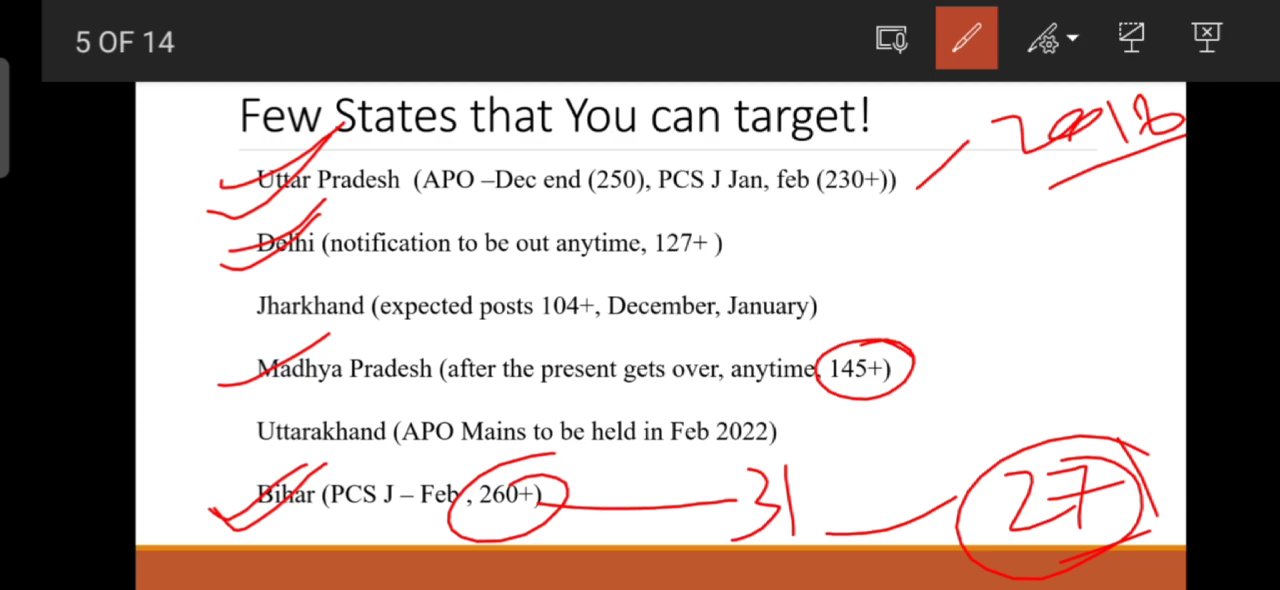 5 OF 14
Few States that You can target!
Uttar Pradesh (APO –Dec end (250), PCS J Jan, feb (230+))
Delhi (notification to be out anytime, 127+ )
Jharkhand (expected posts 104+, December, January)
Madhya Pradesh (after the present gets over, anytime, 145+)
Uttarakhand (APO Mains to be held in Feb 2022)
Bihar (PCS J – Feb , 260+)
31
27